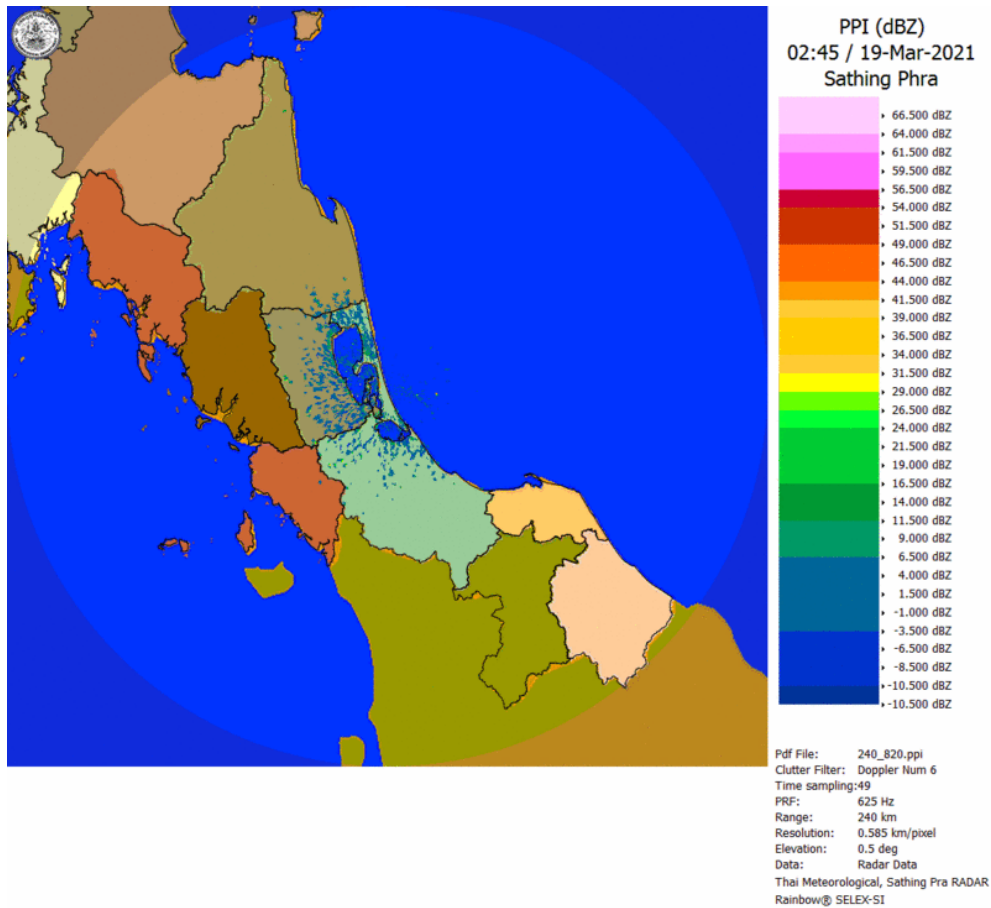 PPI (dBZ)
02:45 / 19-Mar-2021
Sathing Phra
66.500 dBZ
64.000 dBZ
61.500 dBZ
59.500 dBZ
56.500 dBZ
54.000 dBZ
51.500 dBZ
49.000 dBZ
46.500 dBZ
44.000 dBZ
41.500 dBZ
39.000 dBZ
36.500 dBZ
34.000 dBZ
31.500 dBZ
29.000 dBZ
26.500 dBZ
24.000 dBZ
21.500 dBZ
19.000 dBZ
16.500 dBZ
14.000 dBZ
11.500 dBZ
9.000 dBZ
6.500 dBZ
4.000 dBZ
1.500 dBZ
-1.000 dBZ
-3.500 dBZ
-6.500 dBZ
-8.500 dBZ
-10.500 dBZ
-10.500 dBZ
Pdf File: 240_820.ppi
Clutter Filter: Doppler Num 6
Time sampling:49
PRF: 625 Hz
Range: 240 km
Resolution: 0.585 km/pixel
Elevation: 0.5 deg
Data: Radar Data
Thai Meteorological, Sathing Pra RADAR
Rainbow® SELEX-SI